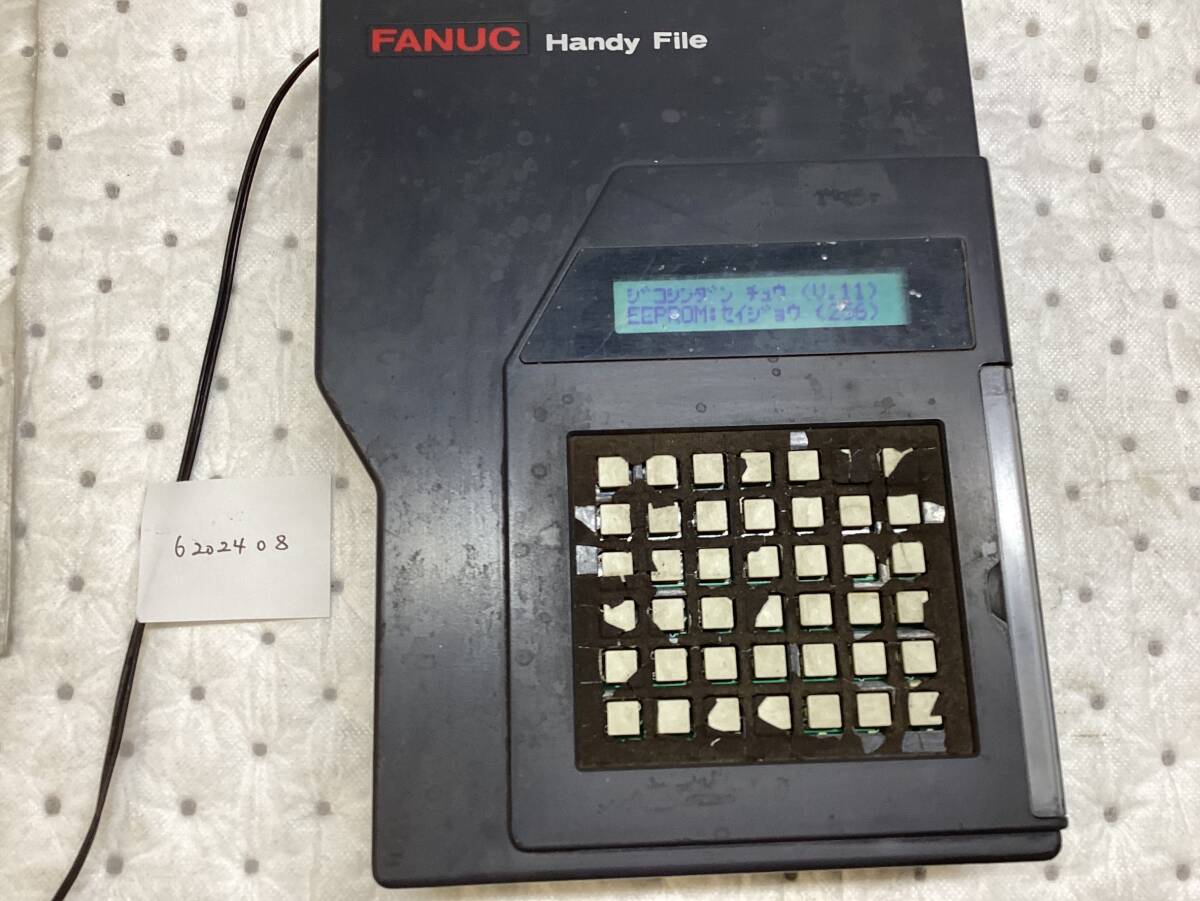 FANUC Handy File
ジコシンダン チュウ (V.11)
EEPROM:セイジョウ (256)
6202408